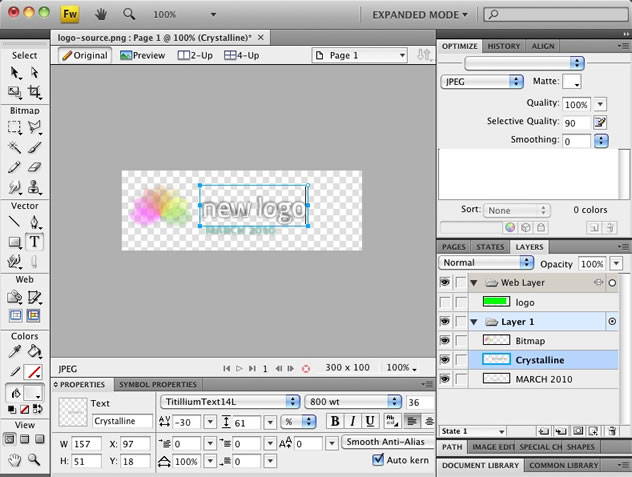 Fw 100% EXPANDED MODE
logo-source.png : Page 1 @ 100% (Crystalline)*
Original Preview 2-Up 4-Up Page 1
Select
Bitmap
Vector
T
Web
Colors
View
new logo
MARCH 2010
JPEG 1 300 x 100 100%
PROPERTIES SYMBOL PROPERTIES
Text
Crystalline
TitilliumText14L 800 wt 36
AV -30 61 % B I U
W 157 X: 97 100% 0 0 Smooth Anti-Alias
H: 51 Y: 18 100% 0 Auto kern
OPTIMIZE HISTORY ALIGN
JPEG Matte:
Quality: 100%
Selective Quality: 90
Smoothing: 0
Sort: None 0 colors
PAGES STATES LAYERS
Normal Opacity 100%
Web Layer
logo
Layer 1
Bitmap
Crystalline
MARCH 2010
State 1
PATH IMAGE EDIT SPECIAL CH SHAPES
DOCUMENT LIBRARY COMMON LIBRARY